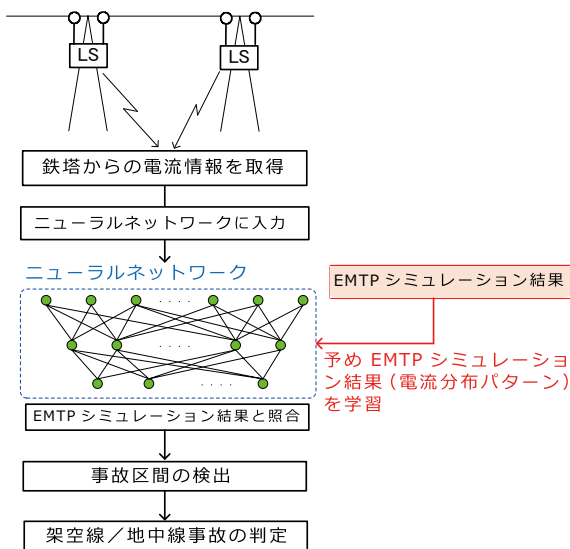 LS
LS
鉄塔からの電流情報を取得
ニューラルネットワークに入力
ニューラルネットワーク
EMTP シミュレーション結果
予め EMTP シミュレーショ
ン結果（電流分布パターン）
を学習
EMTP シミュレーション結果と照合
事故区間の検出
架空線／地中線事故の判定